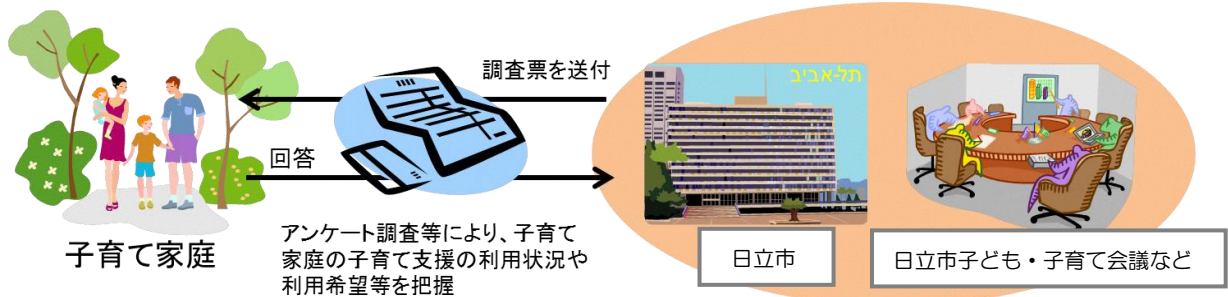 調査票を送付
תל-אביב
回答
子育て家庭
アンケート調査等により、子育て
家庭の子育て支援の利用状況や
利用希望等を把握
日立市
日立市子ども・子育て会議など